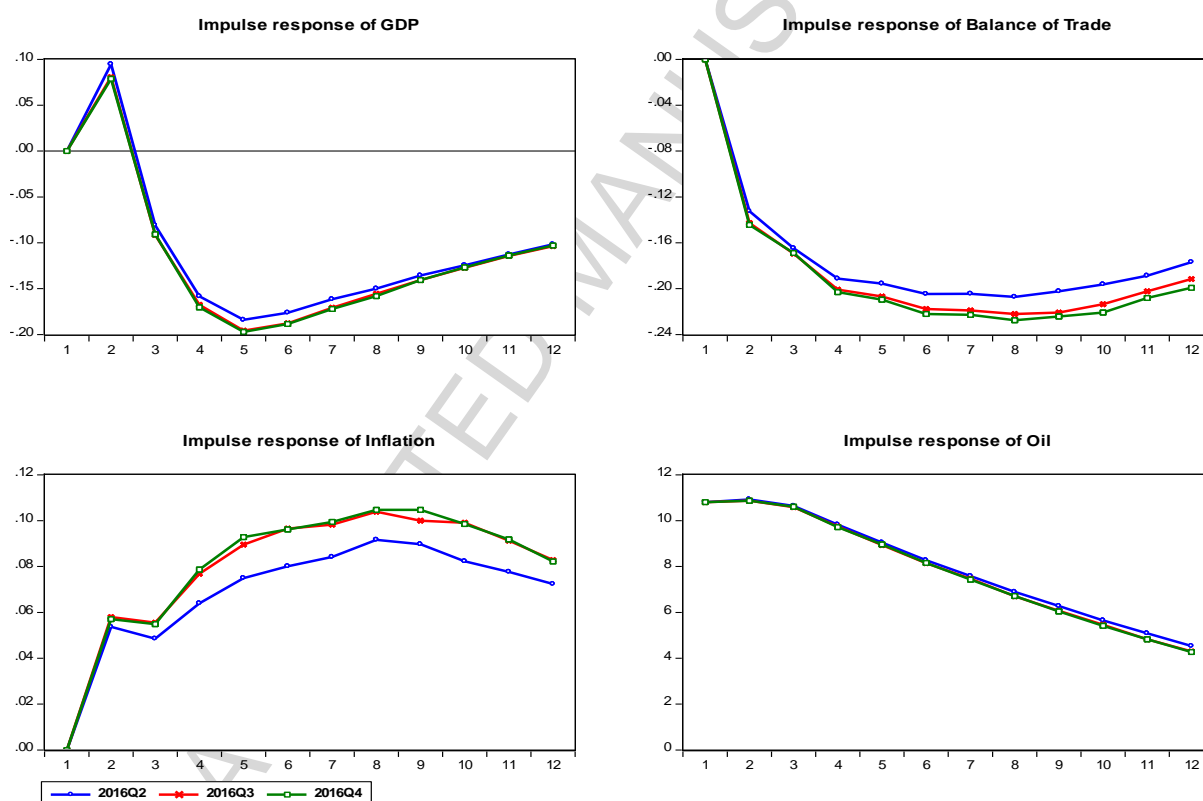 Impulse response of GDP
.10
.05
.00
-.05
-.10
-.15
-.20
1 2 3 4 5 6 7 8 9 10 11 12
Impulse response of Balance of Trade
.00
-.04
-.08
-.12
-.16
-.20
-.24
1 2 3 4 5 6 7 8 9 10 11 12
Impulse response of Inflation
.12
.10
.08
.06
.04
.02
.00
1 2 3 4 5 6 7 8 9 10 11 12
Impulse response of Oil
12
10
8
6
4
2
0
1 2 3 4 5 6 7 8 9 10 11 12
2016Q2 2016Q3 2016Q4
A TED MANUS